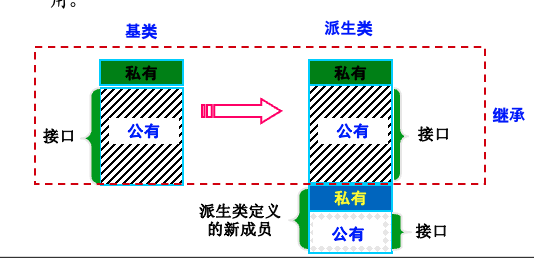 用。
基类
派生类
私有
私有
继承
接口
公有
公有
接口
派生类定义
的新成员
私有
公有
接口